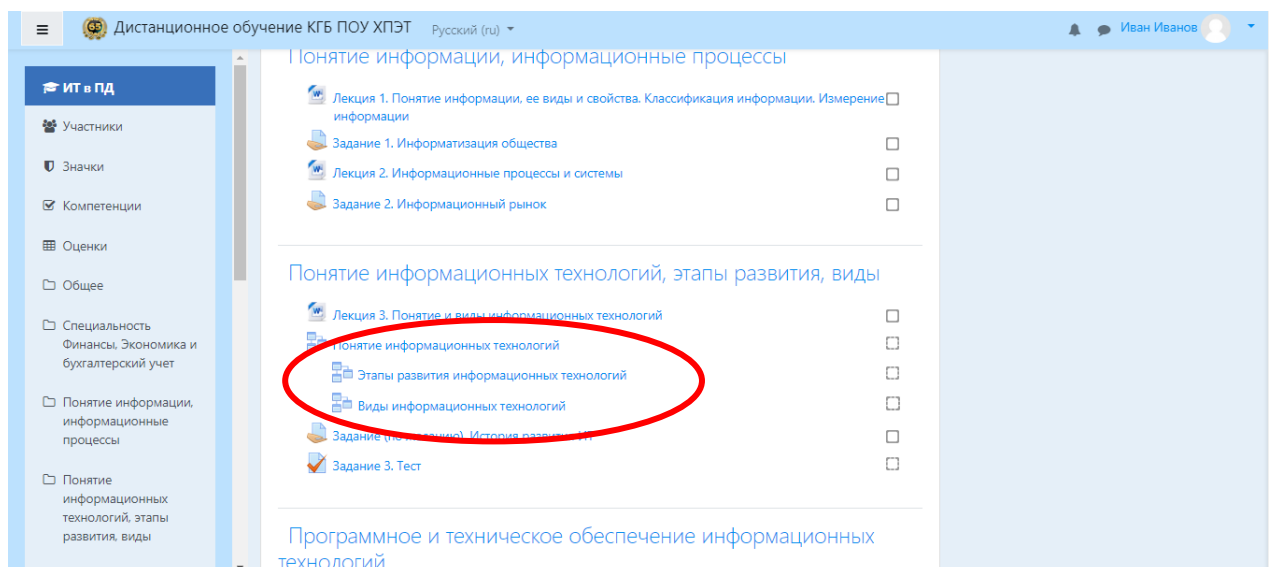 Дистанционное обучение КГБ ПОУ ХПЭТ Русский (ru)
Иван Иванов
ИТ в ПД
Участники
Значки
Компетенции
Оценки
Общее
Специальность
Финансы, Экономика и
бухгалтерский учет
Понятие информации,
информационные
процессы
Понятие
информационных
технологий, этапы
развития, виды
Понятие информации, информационные процессы
Лекция 1. Понятие информации, ее виды и свойства. Классификация информации. Измерение
информации
Задание 1. Информатизация общества
Лекция 2. Информационные процессы и системы
Задание 2. Информационный рынок
Понятие информационных технологий, этапы развития, виды
Лекция 3. Понятие и виды информационных технологий
Понятие информационных технологий
Этапы развития информационных технологий
Виды информационных технологий
Задание История развития ИТ
Задание 3. Тест
Программное и техническое обеспечение информационных
технологий